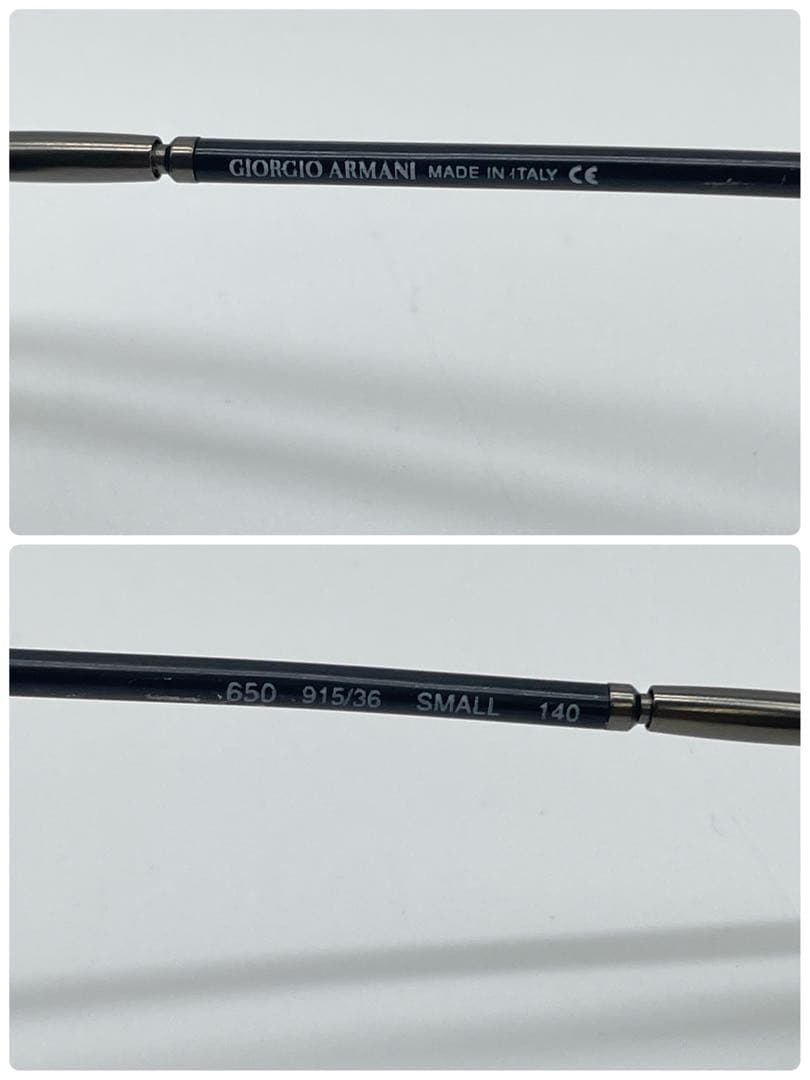 GIORGIO ARMANI MADE IN ITALY CE
650 915/36 SMALL 140